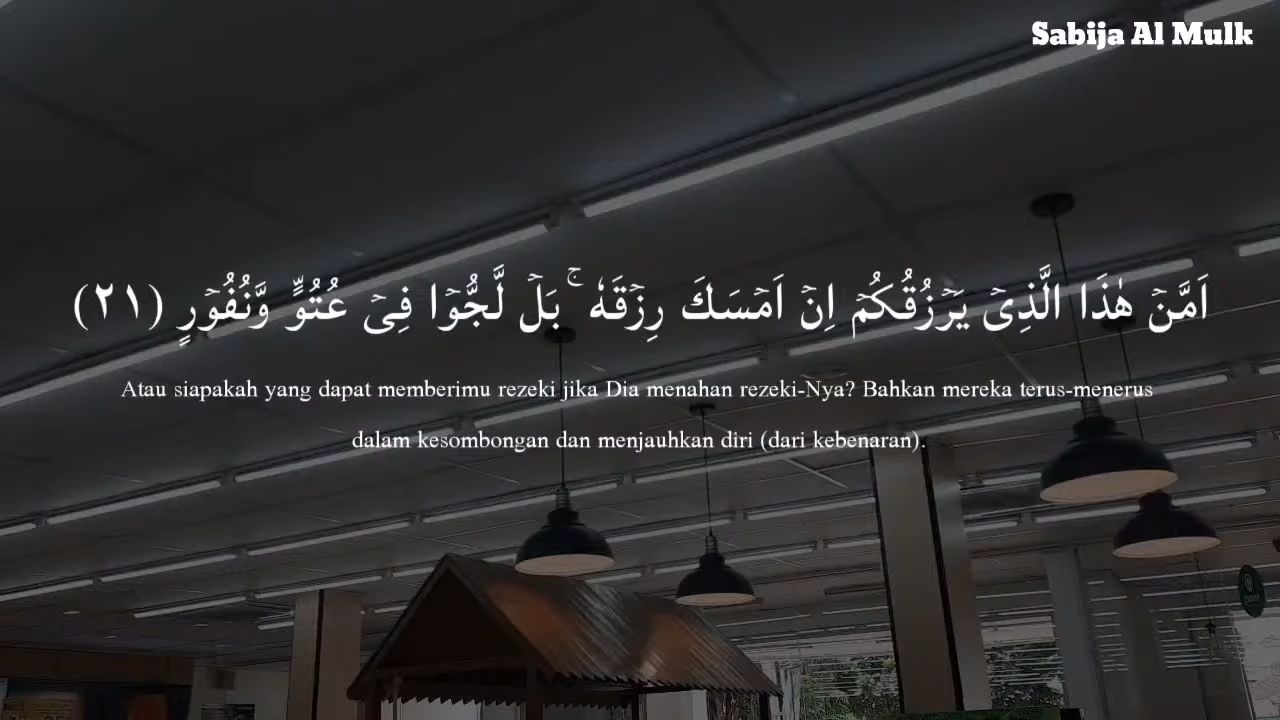 Sabija Al Mulk
اَمَّنْ هٰذَا الَّذِيْ يَرْزُقُكُمْ اِنْ اَمْسَكَ رِزْقَهٗ ۚ بَلْ لَّجُّوْا فِيْ عُتُوٍّ وَّنُفُوْرٍ (٢١)
Atau siapakah yang dapat memberimu rezeki jika Dia menahan rezeki-Nya? Bahkan mereka terus-menerus
dalam kesombongan dan menjauhkan diri (dari kebenaran).